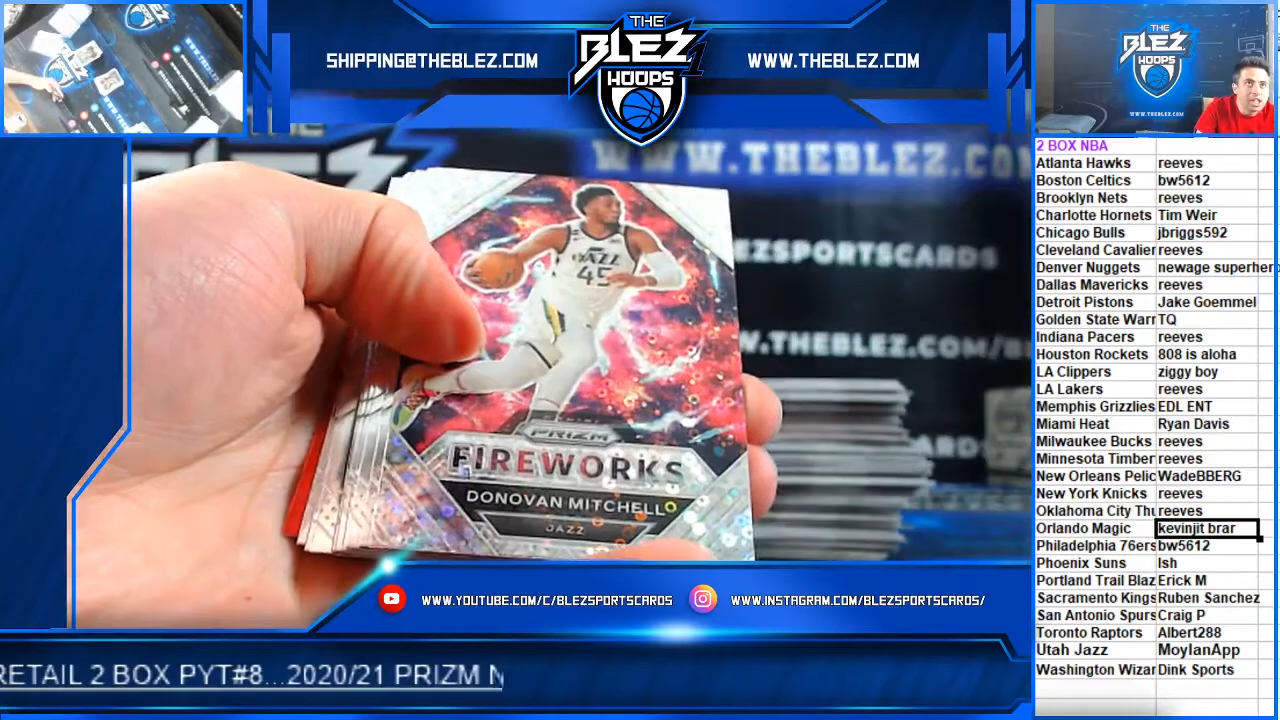 SHIPPING@THEBLEZ.COM
THE
BLEZ
HOOPS
1
WWW.THEBLEZ.COM
THE
BLEZ
HOOPS
WWW.THEBLEZ.COM
WWW.THEBLEZ.CO
EZSPORTSCARDS
W.THEBLEZ.COM/B
JAZZ
45
PANINI
PRIZM
FIREWORKS
DONOVAN MITCHELL
JAZZ
WWW.YOUTUBE.COM/C/BLEZSPORTSCARDS
WWW.INSTAGRAM.COM/BLEZSPORTSCARDS/
RETAIL 2 BOX PYT#8...2020/21 PRIZM N
2 BOX NBA
Atlanta Hawks reeves
Boston Celtics bw5612
Brooklyn Nets reeves
Charlotte Hornets Tim Weir
Chicago Bulls jbriggs592
Cleveland Cavalier reeves
Denver Nuggets newage superher
Dallas Mavericks reeves
Detroit Pistons Jake Goemmel
Golden State Warr TQ
Indiana Pacers reeves
Houston Rockets 808 is aloha
LA Clippers ziggy boy
LA Lakers reeves
Memphis Grizzlies EDL ENT
Miami Heat Ryan Davis
Milwaukee Bucks reeves
Minnesota Timber reeves
New Orleans Pelic WadeBBERG
New York Knicks reeves
Oklahoma City Thu reeves
Orlando Magic kevinjit brar
Philadelphia 76ers bw5612
Phoenix Suns Ish
Portland Trail Blaz Erick M
Sacramento Kings Ruben Sanchez
San Antonio Spurs Craig P
Toronto Raptors Albert288
Utah Jazz MoylanApp
Washington Wizar Dink Sports